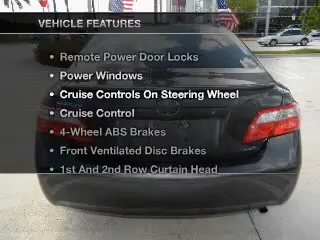 VEHICLE FEATURES
Remote Power Door Locks
Power Windows
Cruise Controls On Steering Wheel
Cruise Control
4-Wheel ABS Brakes
Front Ventilated Disc Brakes
1st And 2nd Row Curtain Head